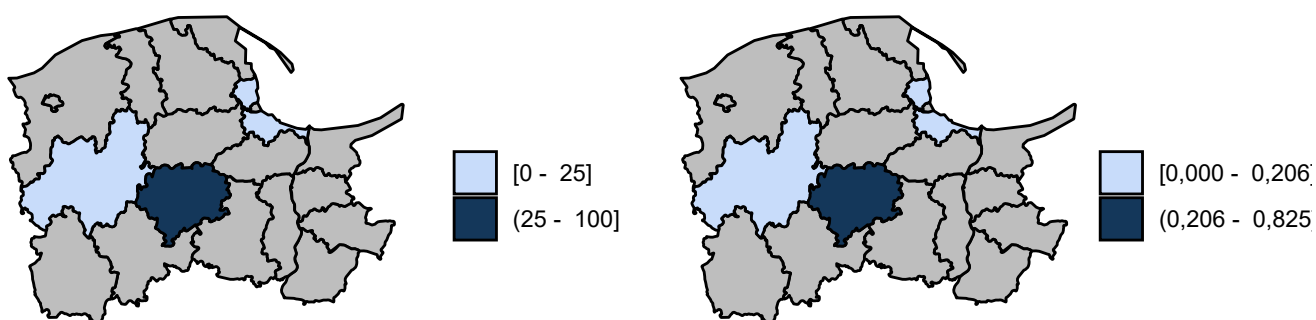 [0 - 25]
(25 - 100]
[0,000 - 0,206]
(0,206 - 0,825]